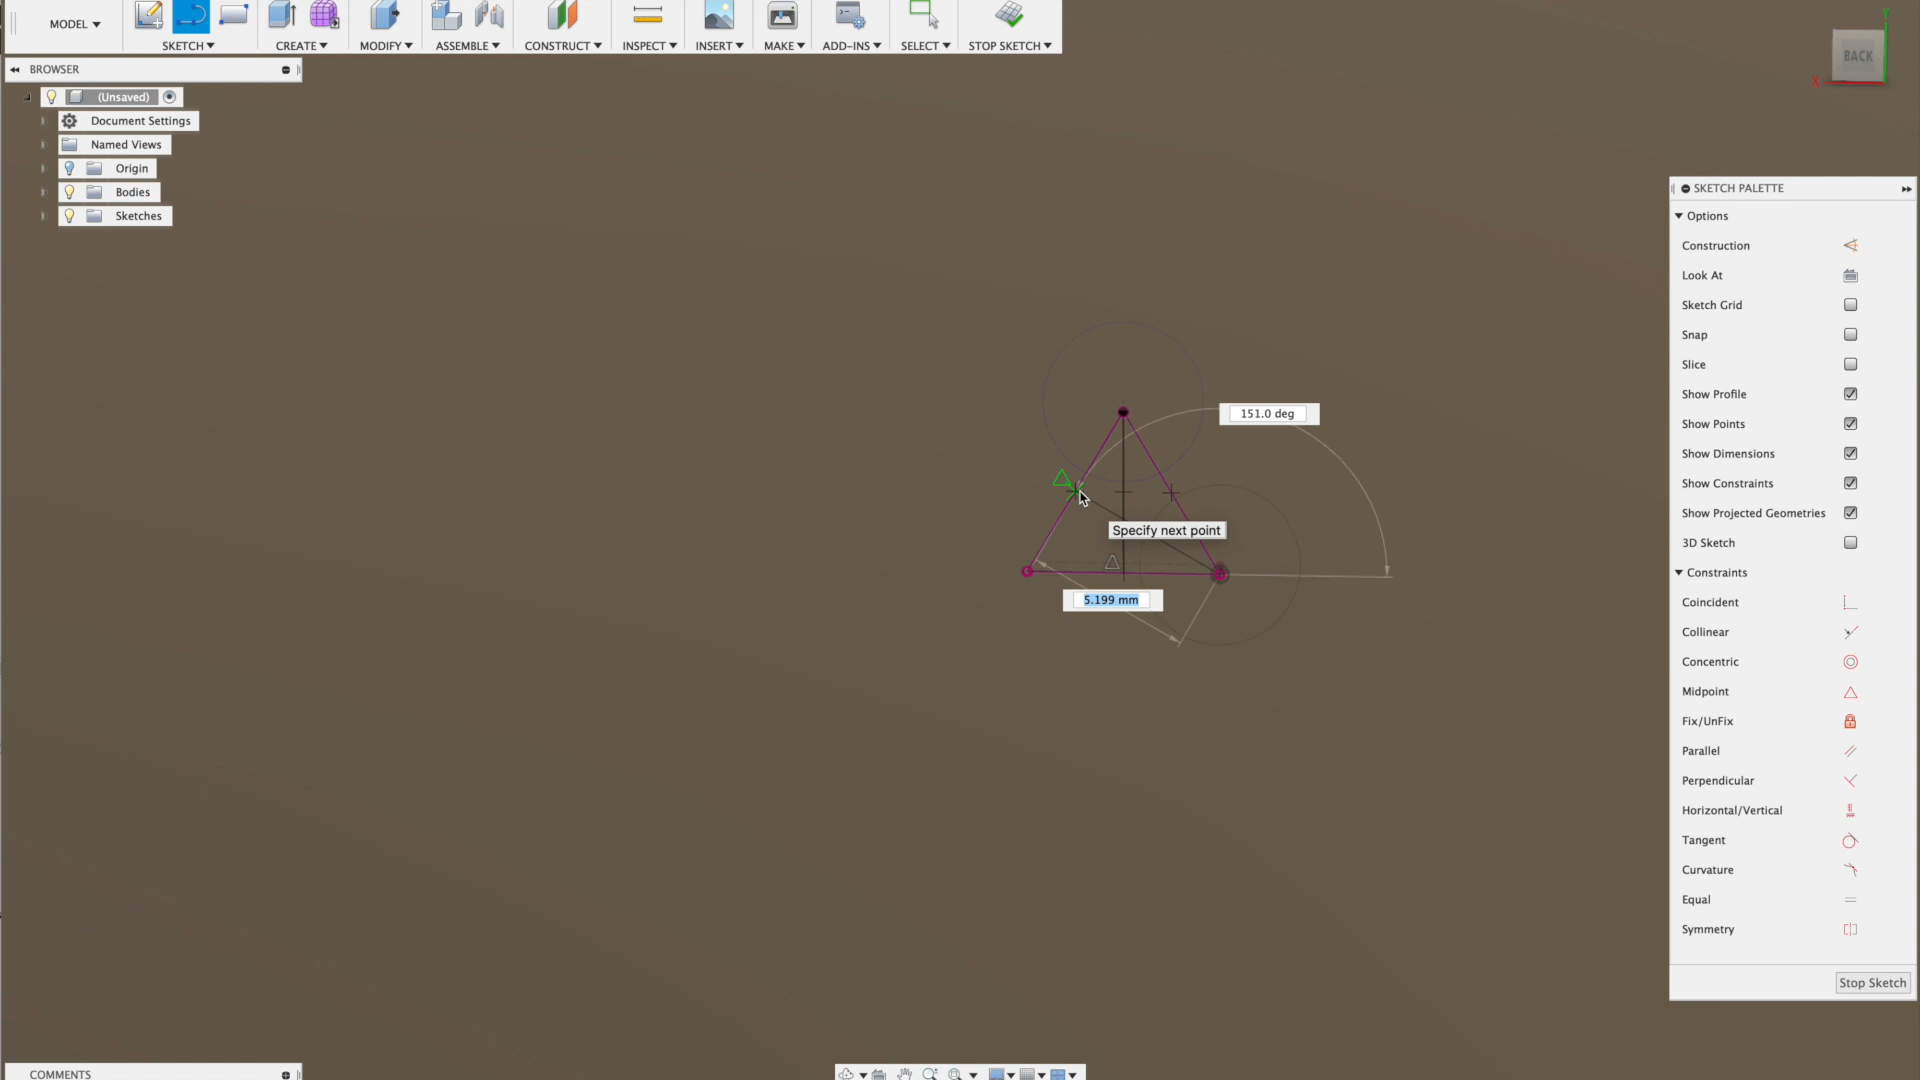 MODEL
SKETCH
CREATE
MODIFY
ASSEMBLE
CONSTRUCT
INSPECT
INSERT
MAKE
ADD-INS
SELECT
STOP SKETCH
BROWSER
(Unsaved)
Document Settings
Named Views
Origin
Bodies
Sketches
Y
BACK
X
SKETCH PALETTE
Options
Construction
Look At
Sketch Grid
Snap
Slice
Show Profile
Show Points
Show Dimensions
Show Constraints
Show Projected Geometries
3D Sketch
Constraints
Coincident
Collinear
Concentric
Midpoint
Fix/UnFix
Parallel
Perpendicular
Horizontal/Vertical
Tangent
Curvature
Equal
Symmetry
Stop Sketch
151.0 deg
Specify next point
5.199 mm
COMMENTS